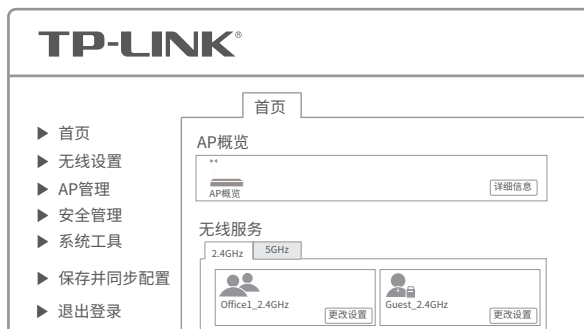 TP-LINK®
首页
首页
无线设置
AP管理
安全管理
系统工具
保存并同步配置
退出登录
AP概览
AP概览
详细信息
无线服务
2.4GHz
5GHz
Office1_2.4GHz
更改设置
Guest_2.4GHz
更改设置